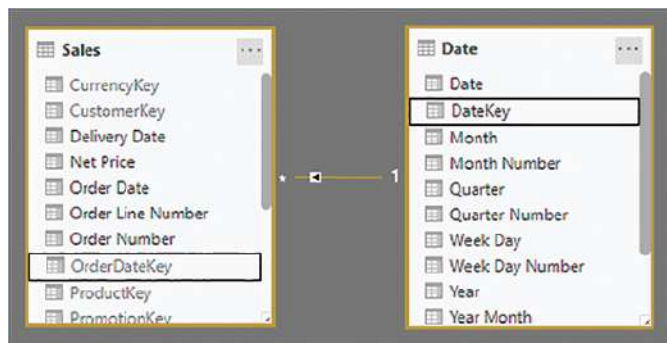 Sales
CurrencyKey
CustomerKey
Delivery Date
Net Price
Order Date
Order Line Number
Order Number
OrderDateKey
ProductKey
PromotionKey
* 1
Date
Date
DateKey
Month
Month Number
Quarter
Quarter Number
Week Day
Week Day Number
Year
Year Month